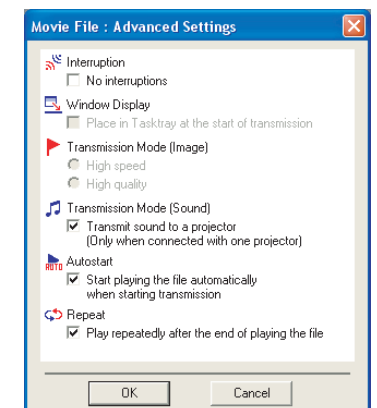 Movie File : Advanced Settings
Interruption
No interruptions
Window Display
Place in Tasktray at the start of transmission
Transmission Mode (Image)
High speed
High quality
Transmission Mode (Sound)
Transmit sound to a projector
(Only when connected with one projector)
AUTO Autostart
Start playing the file automatically
when starting transmission
Repeat
Play repeatedly after the end of playing the file
OK Cancel